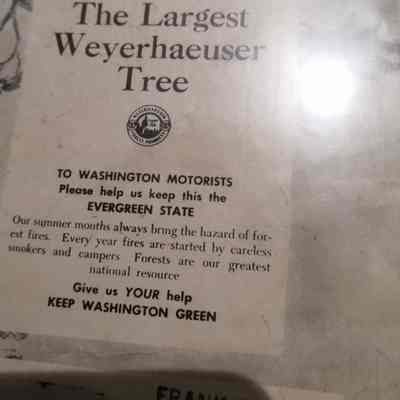 The Largest
Weyerhaeuser
Tree
TO WASHINGTON MOTORISTS
Please help us keep this the
EVERGREEN STATE
Our summer months always bring the hazard of for-
est fires. Every year fires are started by careless
smokers and campers Forests are our greatest
national resource
Give us YOUR help
KEEP WASHINGTON GREEN